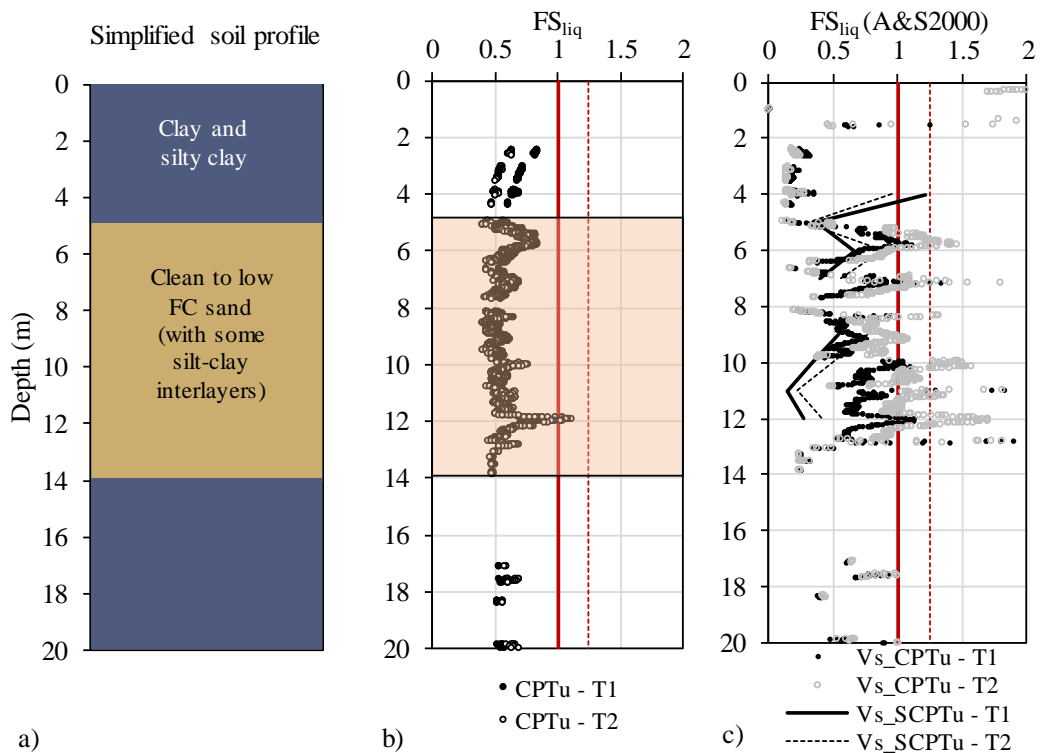 Simplified soil profile
0
2
4
6
8
10
12
14
16
18
20
Depth (m)
Clay and
silty clay
Clean to low
FC sand
(with some
silt-clay
interlayers)
a)
FSliq
0 0.5 1 1.5 2
0
2
4
6
8
10
12
14
16
18
20
CPTu - T1
CPTu - T2
b)
FSliq (A&S2000)
0 0.5 1 1.5 2
0
2
4
6
8
10
12
14
16
18
20
Vs_CPTu - T1
Vs_CPTu - T2
Vs_SCPTu - T1
Vs_SCPTu - T2
c)